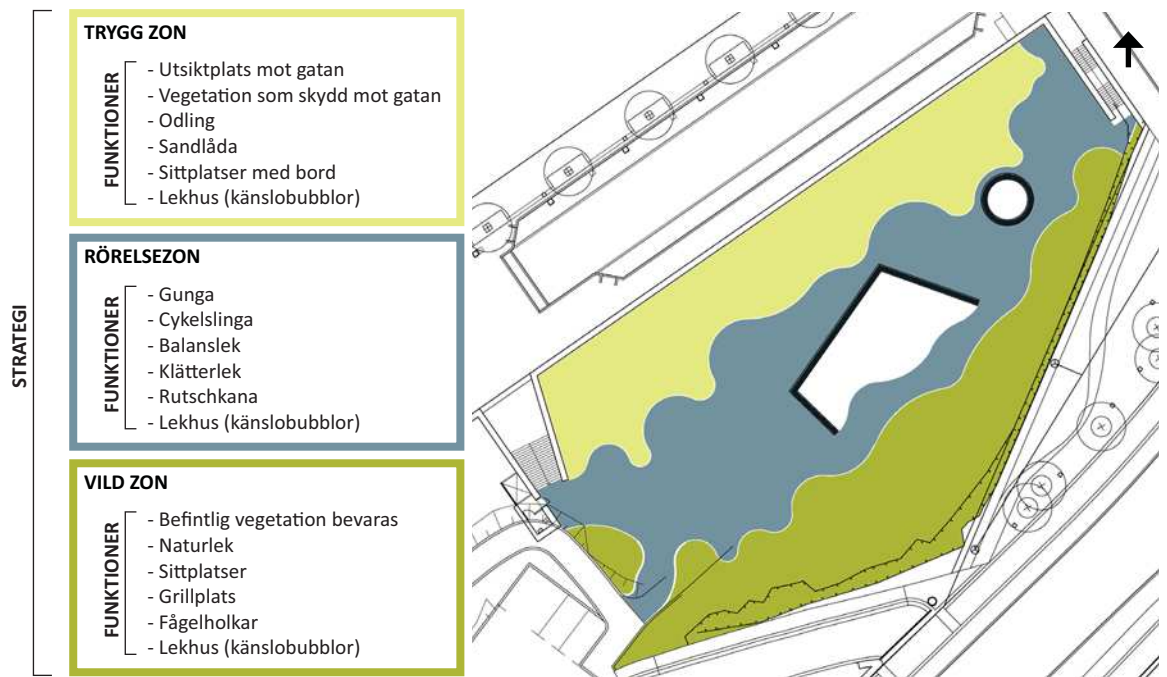 STRATEGI
TRYGG ZON
FUNKTIONER
- Utsiktplats mot gatan
- Vegetation som skydd mot gatan
- Odling
- Sandlåda
- Sittplatser med bord
- Lekhus (känslobubblor)
RÖRELSEZON
FUNKTIONER
- Gunga
- Cykelslinga
- Balanslek
- Klätterlek
- Rutschkana
- Lekhus (känslobubblor)
VILD ZON
FUNKTIONER
- Befintlig vegetation bevaras
- Naturlek
- Sittplatser
- Grillplats
- Fågelholkar
- Lekhus (känslobubblor)